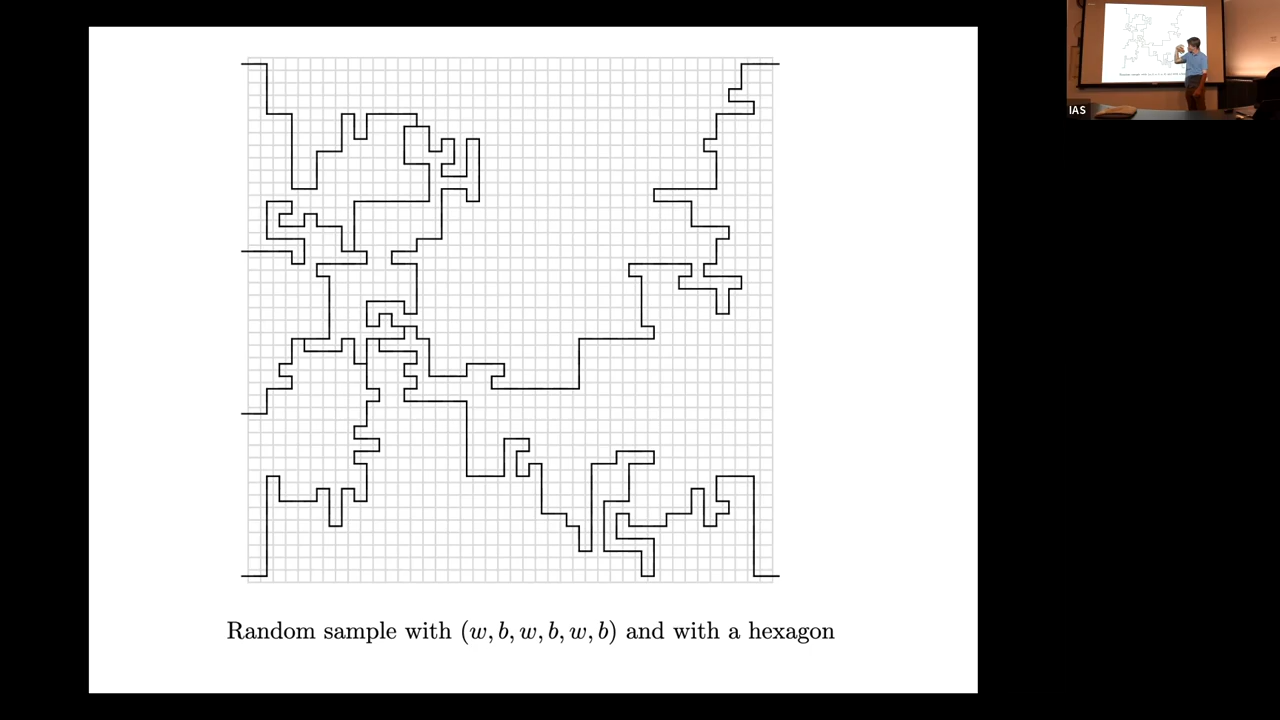 Random sample with (w, b, w, b, w, b) and with a hexagon
IAS